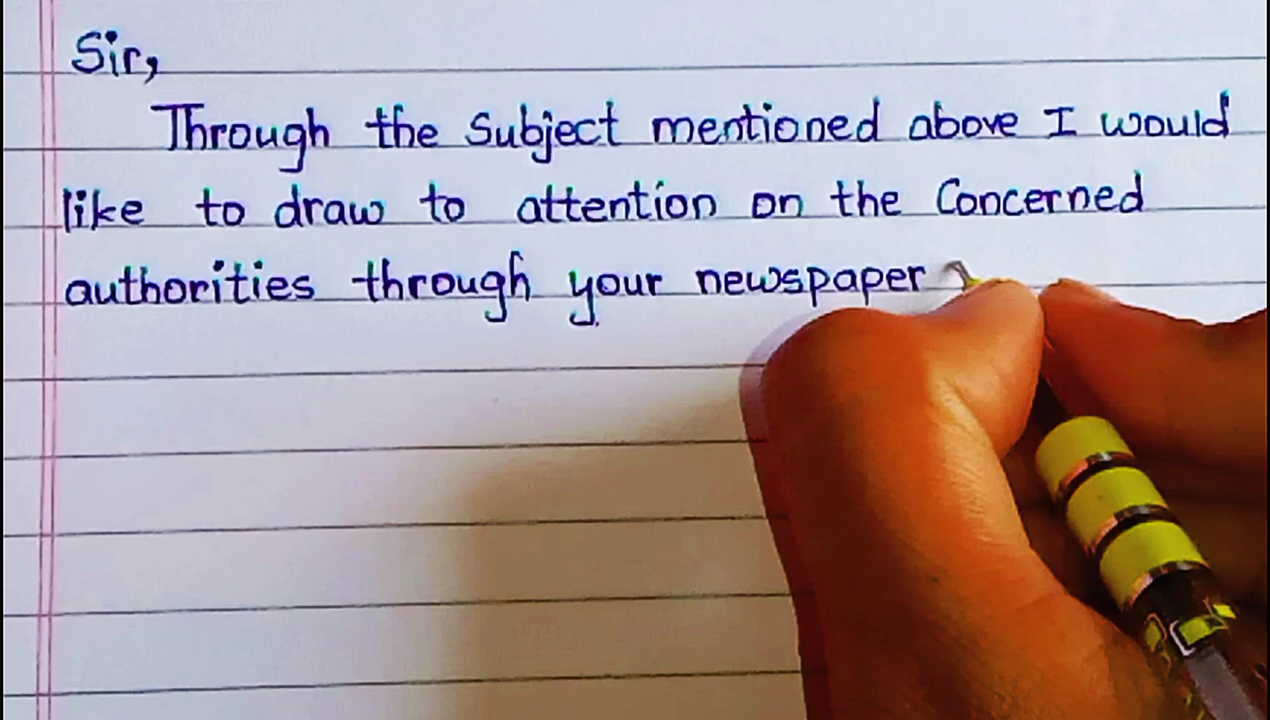 Sir,
Through the Subject mentioned above I would
like to draw to attention on the Concerned
authorities through your newspaper